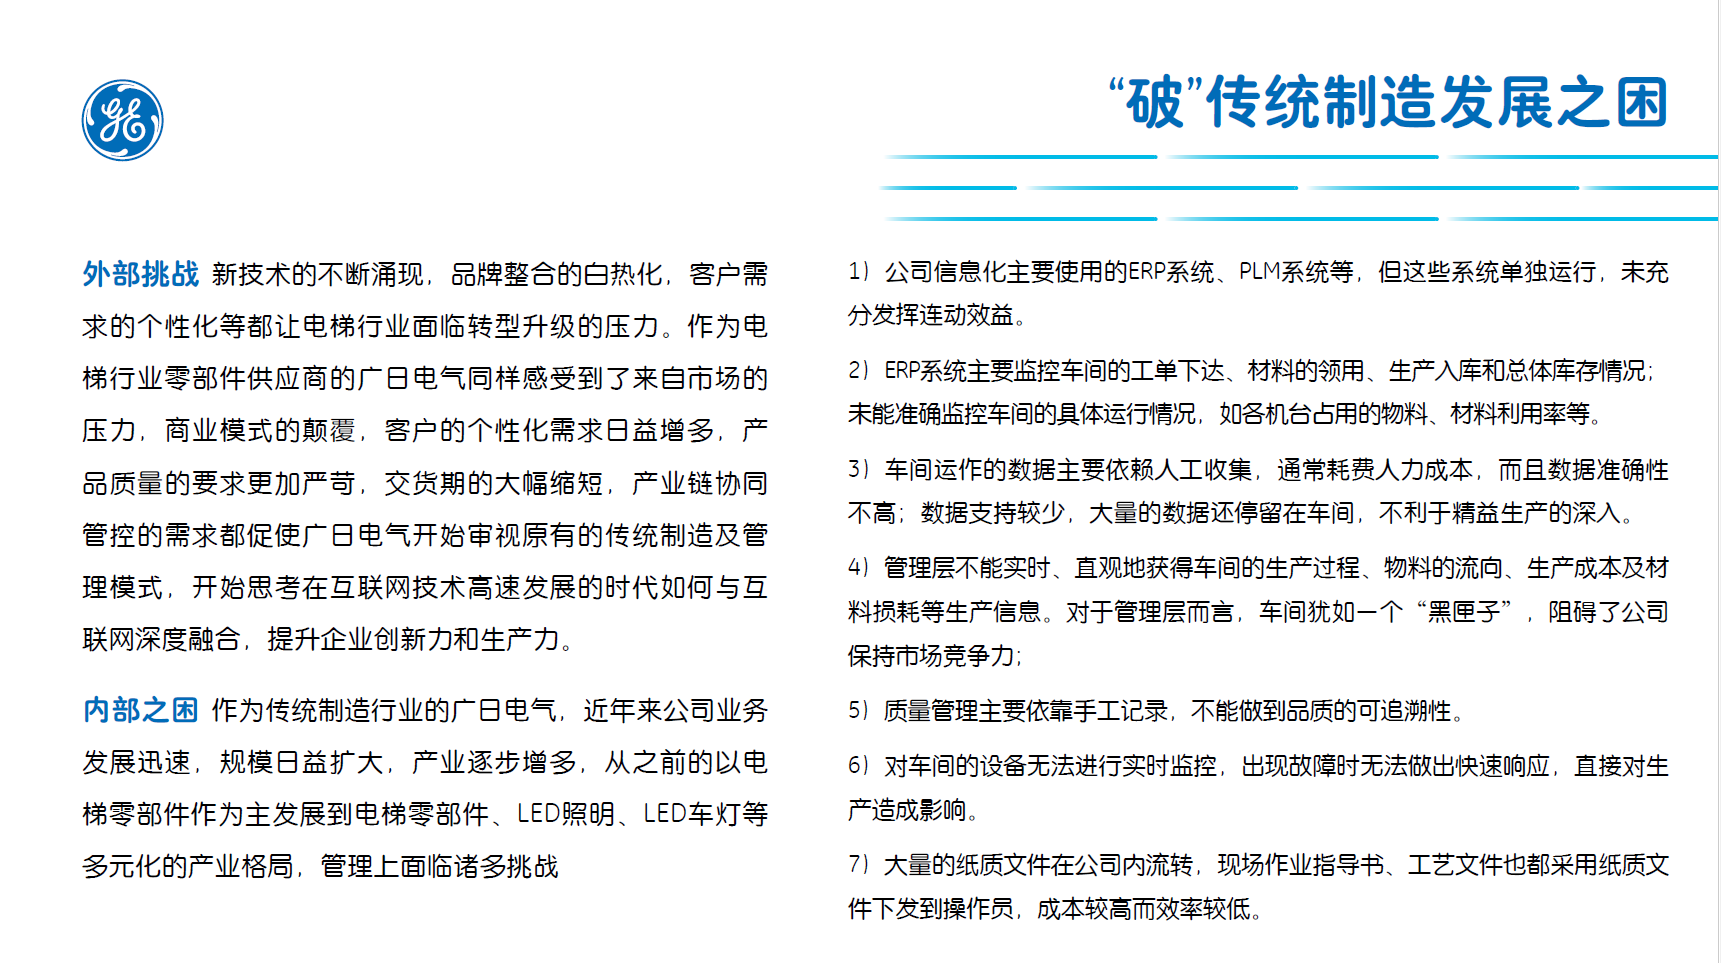 GE
“破”传统制造发展之困
外部挑战 新技术的不断涌现，品牌整合的白热化，客户需
求的个性化等都让电梯行业面临转型升级的压力。作为电
梯行业零部件供应商的广日电气同样感受到了来自市场的
压力，商业模式的颠覆，客户的个性化需求日益增多，产
品质量的要求更加严苛，交货期的大幅缩短，产业链协同
管控的需求都促使广日电气开始审视原有的传统制造及管
理模式，开始思考在互联网技术高速发展的时代如何与互
联网深度融合，提升企业创新力和生产力。
内部之困 作为传统制造行业的广日电气，近年来公司业务
发展迅速，规模日益扩大，产业逐步增多，从之前的以电
梯零部件作为主发展到电梯零部件、LED照明、LED车灯等
多元化的产业格局，管理上面临诸多挑战
1）公司信息化主要使用的ERP系统、PLM系统等，但这些系统单独运行，未充
分发挥连动效益。
2）ERP系统主要监控车间的工单下达、材料的领用、生产入库和总体库存情况；
未能准确监控车间的具体运行情况，如各机台占用的物料、材料利用率等。
3）车间运作的数据主要依赖人工收集，通常耗费人力成本，而且数据准确性
不高；数据支持较少，大量的数据还停留在车间，不利于精益生产的深入。
4）管理层不能实时、直观地获得车间的生产过程、物料的流向、生产成本及材
料损耗等生产信息。对于管理层而言，车间犹如一个“黑匣子”，阻碍了公司
保持市场竞争力；
5）质量管理主要依靠手工记录，不能做到品质的可追溯性。
6）对车间的设备无法进行实时监控，出现故障时无法做出快速响应，直接对生
产造成影响。
7）大量的纸质文件在公司内流转，现场作业指导书、工艺文件也都采用纸质文
件下发到操作员，成本较高而效率较低。